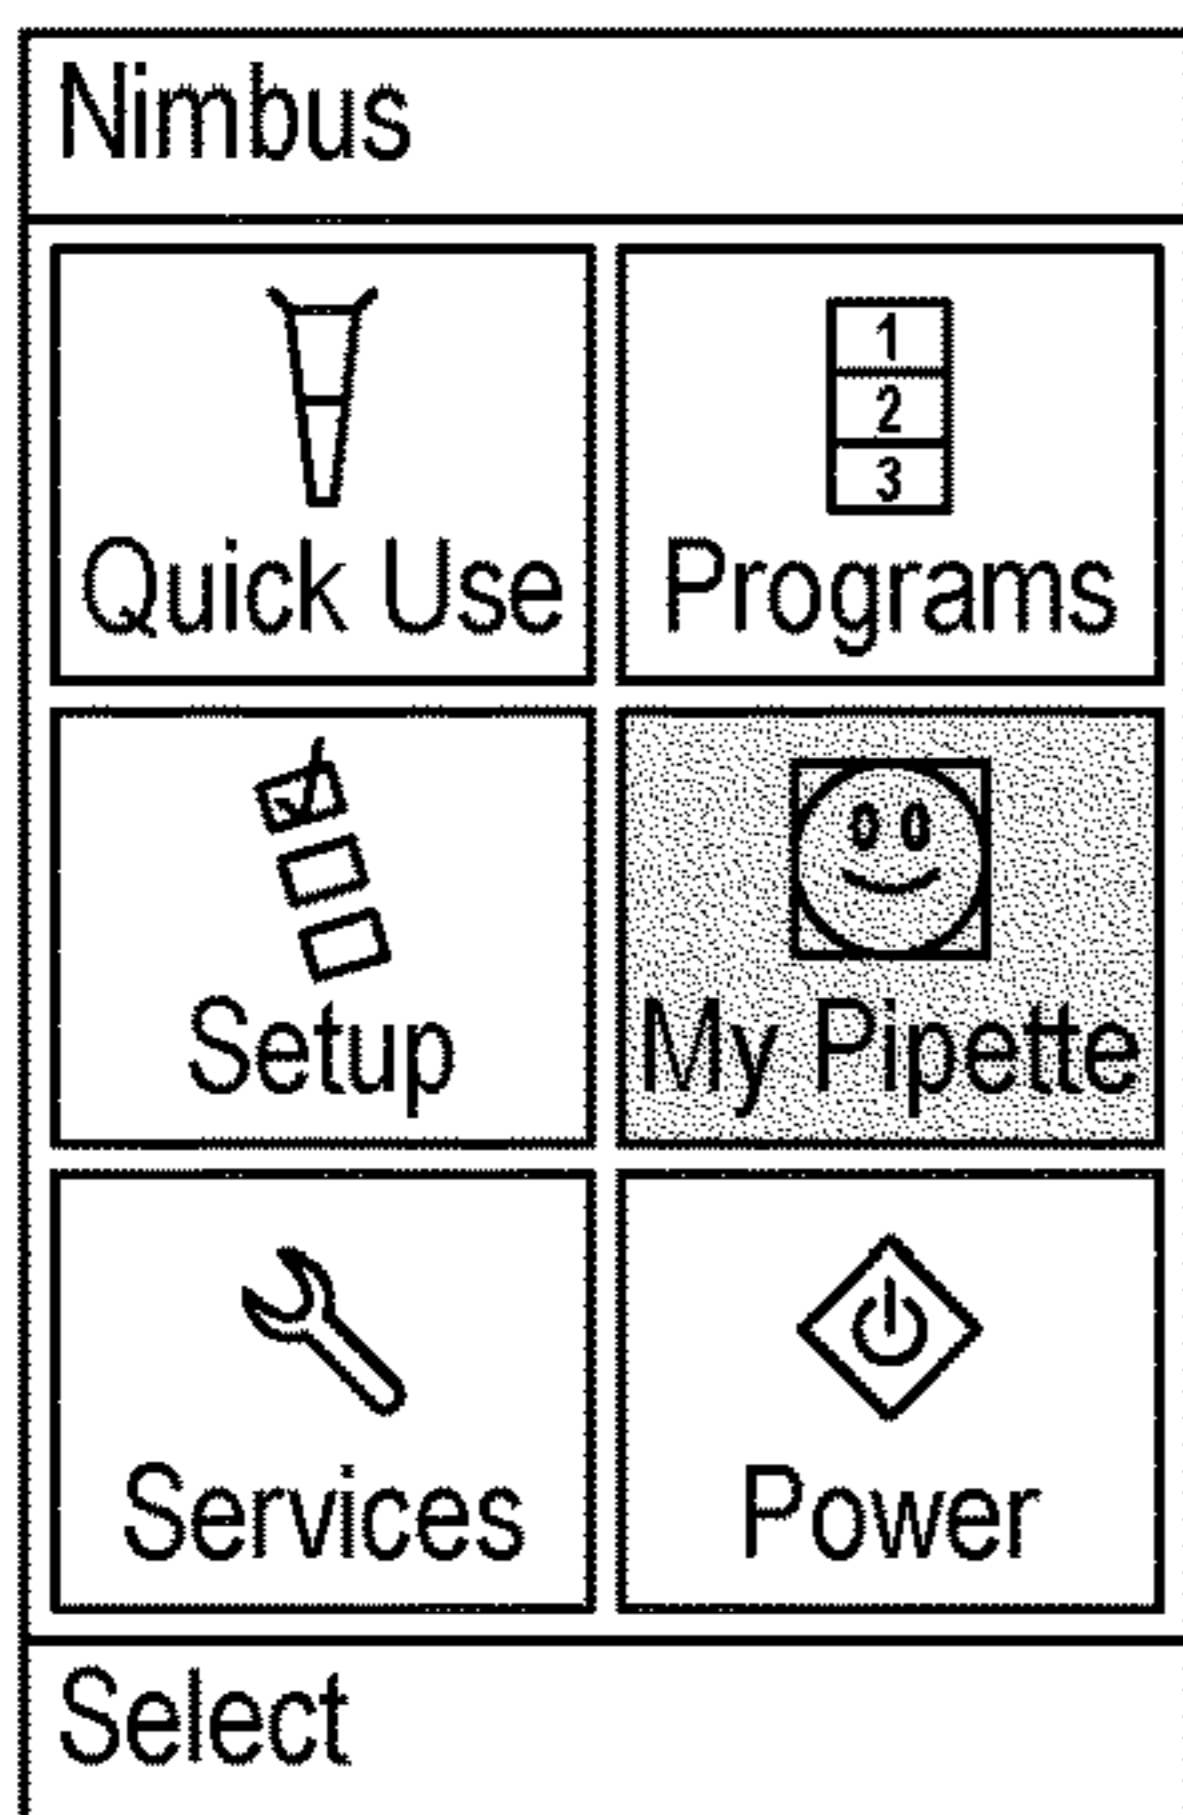 Nimbus
1
2
3
Quick Use
Programs
Setup
My Pipette
Services
Power
Select